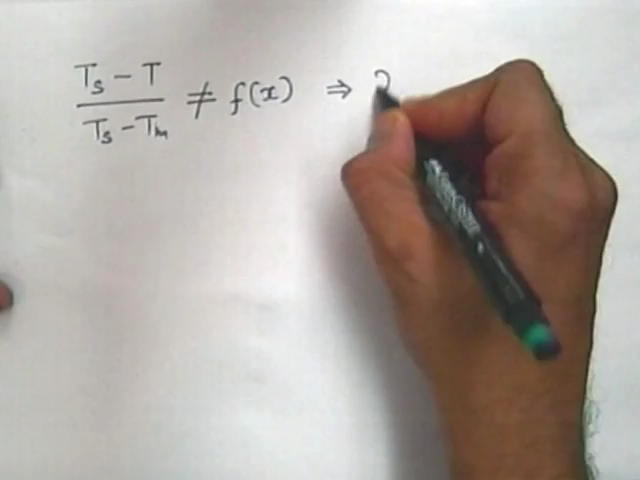 Ts − T / Ts − Tm ≠ f(x) ⇒